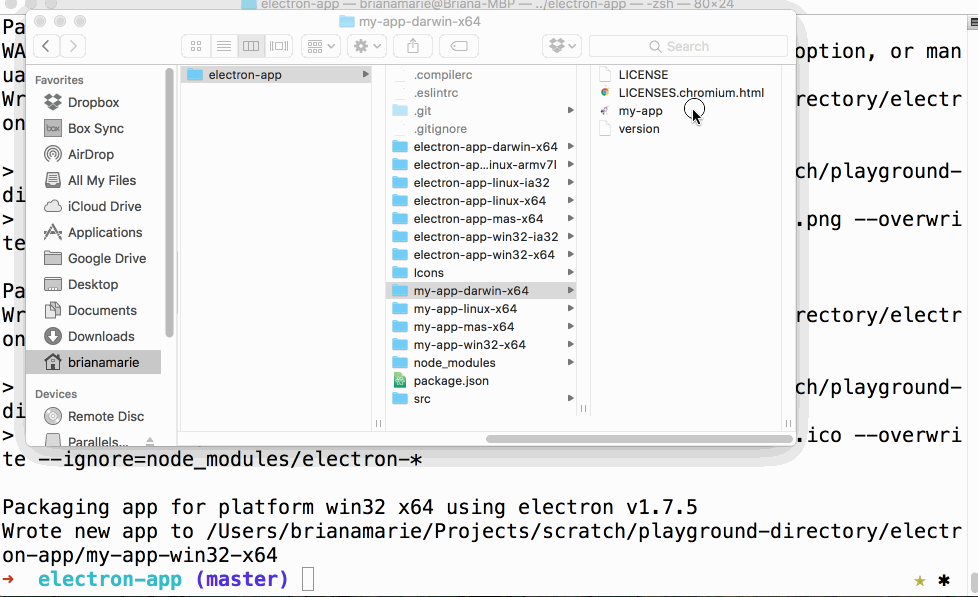 electron-app — brianamarie@Briana-MBP — ../electron-app — -zsh — 80×24
my-app-darwin-x64
Search
Favorites
Dropbox
box Box Sync
AirDrop
All My Files
iCloud Drive
Applications
Google Drive
Desktop
Documents
Downloads
brianamarie
Devices
Remote Disc
Parallels...
electron-app
.compilerc
.eslintrc
.git
.gitignore
electron-app-darwin-x64
electron-ap...inux-armv7l
electron-app-linux-ia32
electron-app-linux-x64
electron-app-mas-x64
electron-app-win32-ia32
electron-app-win32-x64
Icons
my-app-darwin-x64
my-app-linux-x64
my-app-mas-x64
my-app-win32-x64
node_modules
package.json
src
LICENSE
LICENSES.chromium.html
my-app
version
Pa
WA option, or man
ua
Wr rectory/electr
on
> ch/playground-
di
> .png --overwri
te
Pa
Wr rectory/electr
on
> ch/playground-
di
> .ico --overwri
te --ignore=node_modules/electron-*
Packaging app for platform win32 x64 using electron v1.7.5
Wrote new app to /Users/brianamarie/Projects/scratch/playground-directory/electr
on-app/my-app-win32-x64
→ electron-app (master) ★ ✱